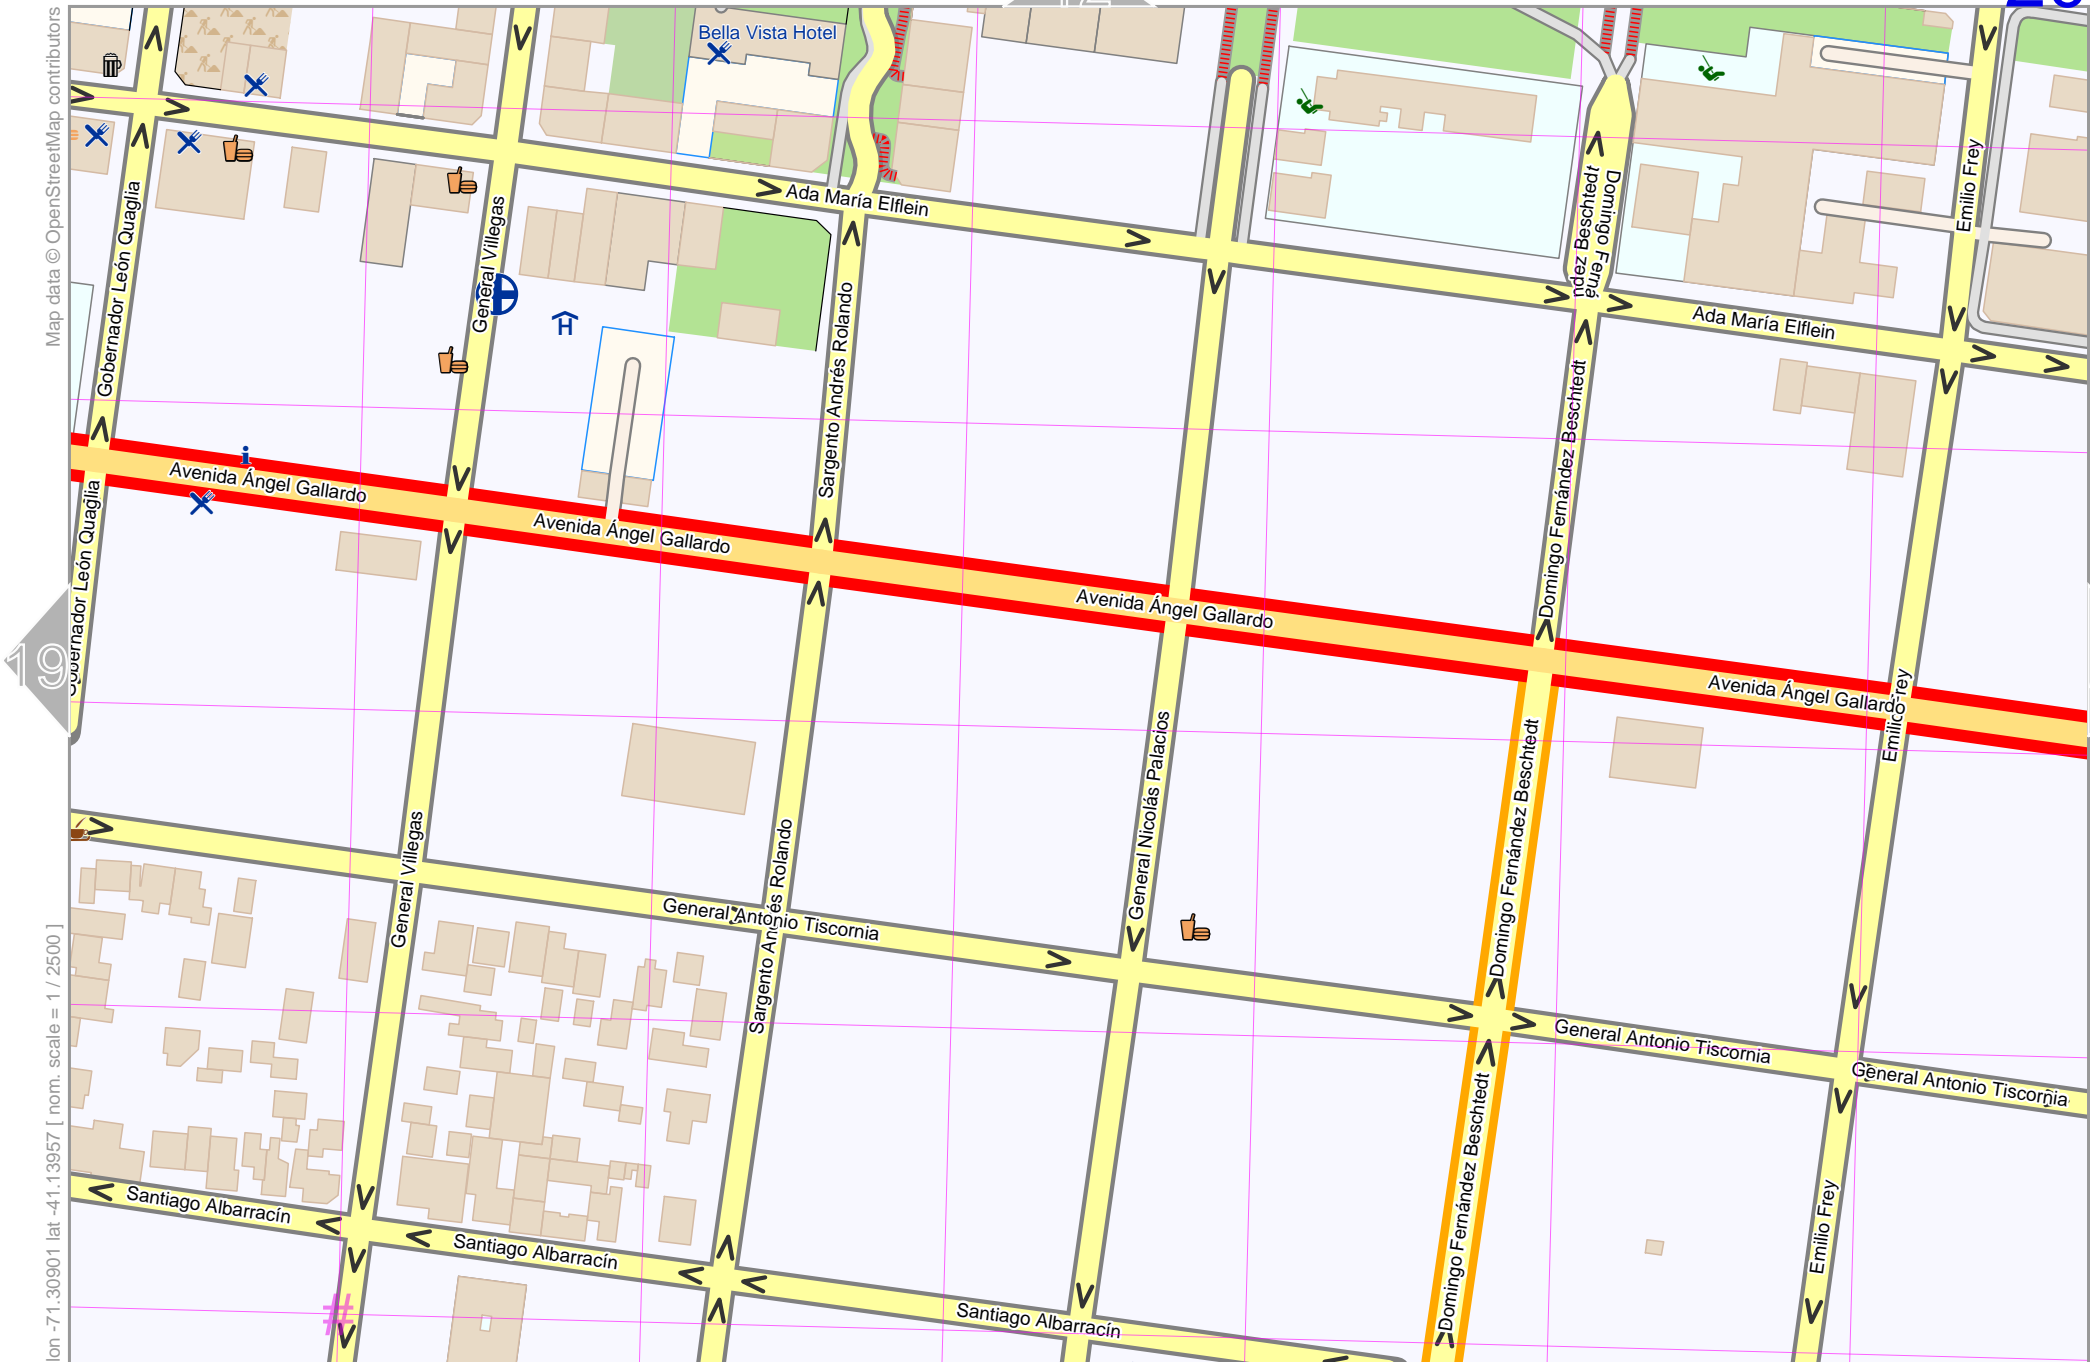 Map data © OpenStreetMap contributors
lon -71.30901 lat -41.13957 [ nom. scale = 1 / 2500 ]
19
Bella Vista Hotel
Ada María Elflein
Ada María Elflein
Gobernador León Quaglia
Gobernador León Quaglia
General Villegas
General Villegas
Sargento Andrés Rolando
Sargento Andrés Rolando
General Nicolás Palacios
Domingo Ferná
ndez Beschtedt
Domingo Fernández Beschtedt
Domingo Fernández Beschtedt
Domingo Fernández Beschtedt
Emilio Frey
Emilio Frey
Emilio Frey
Avenida Ángel Gallardo
Avenida Ángel Gallardo
Avenida Ángel Gallardo
Avenida Ángel Gallardo
General Antonio Tiscornia
General Antonio Tiscornia
General Antonio Tiscornia
Santiago Albarracín
Santiago Albarracín
Santiago Albarracín
H
i
#